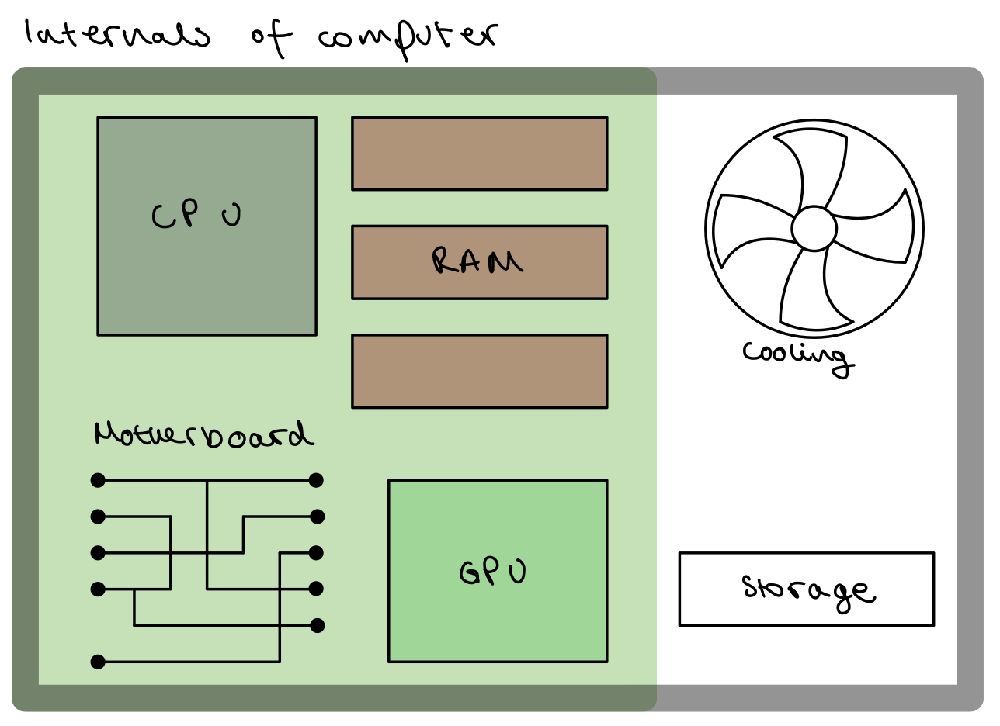 Internals of computer
CPU
RAM
Cooling
Motherboard
GPU
Storage